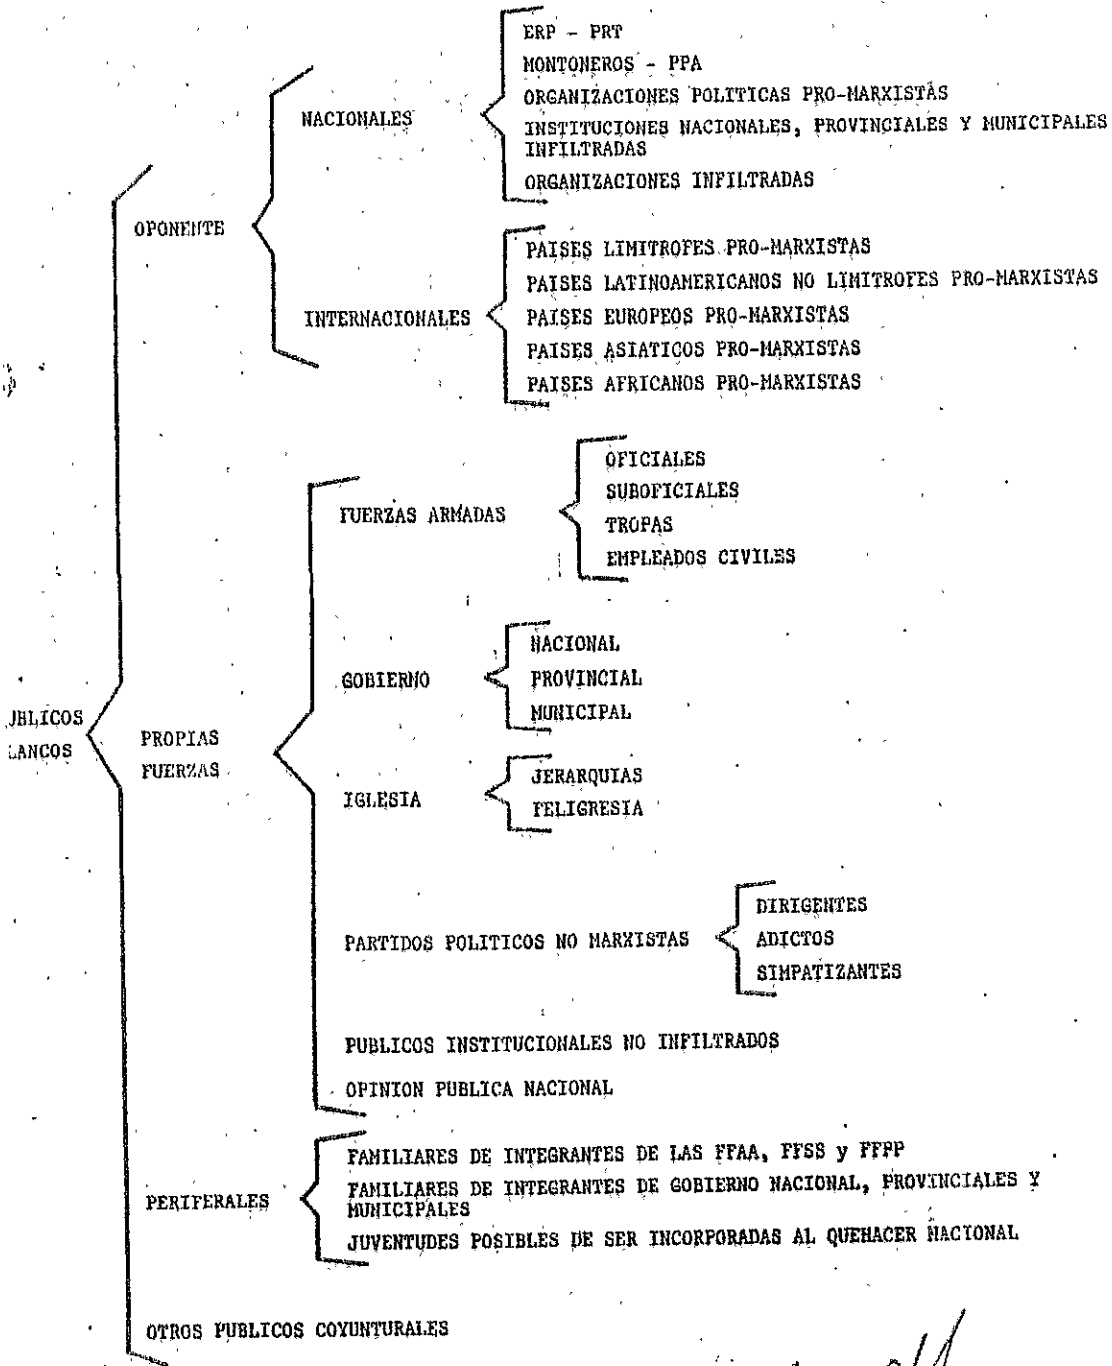 ERP - PRT
MONTONEROS - PPA
ORGANIZACIONES POLITICAS PRO-MARXISTAS
NACIONALES
INSTITUCIONES NACIONALES, PROVINCIALES Y MUNICIPALES
INFILTRADAS
ORGANIZACIONES INFILTRADAS
OPONENTE
PAISES LIMITROFES PRO-MARXISTAS
PAISES LATINOAMERICANOS NO LIMITROFES PRO-MARXISTAS
INTERNACIONALES
PAISES EUROPEOS PRO-MARXISTAS
PAISES ASIATICOS PRO-MARXISTAS
PAISES AFRICANOS PRO-MARXISTAS
FUERZAS ARMADAS
OFICIALES
SUBOFICIALES
TROPAS
EMPLEADOS CIVILES
GOBIERNO
NACIONAL
PROVINCIAL
MUNICIPAL
UBLICOS
LANCOS
PROPIAS
FUERZAS
IGLESIA
JERARQUIAS
FELIGRESIA
PARTIDOS POLITICOS NO MARXISTAS
DIRIGENTES
ADICTOS
SIMPATIZANTES
PUBLICOS INSTITUCIONALES NO INFILTRADOS
OPINION PUBLICA NACIONAL
PERIFERALES
FAMILIARES DE INTEGRANTES DE LAS FFAA, FFSS y FFPP
FAMILIARES DE INTEGRANTES DE GOBIERNO NACIONAL, PROVINCIALES Y
MUNICIPALES
JUVENTUDES POSIBLES DE SER INCORPORADAS AL QUEHACER NACIONAL
OTROS PUBLICOS COYUNTURALES